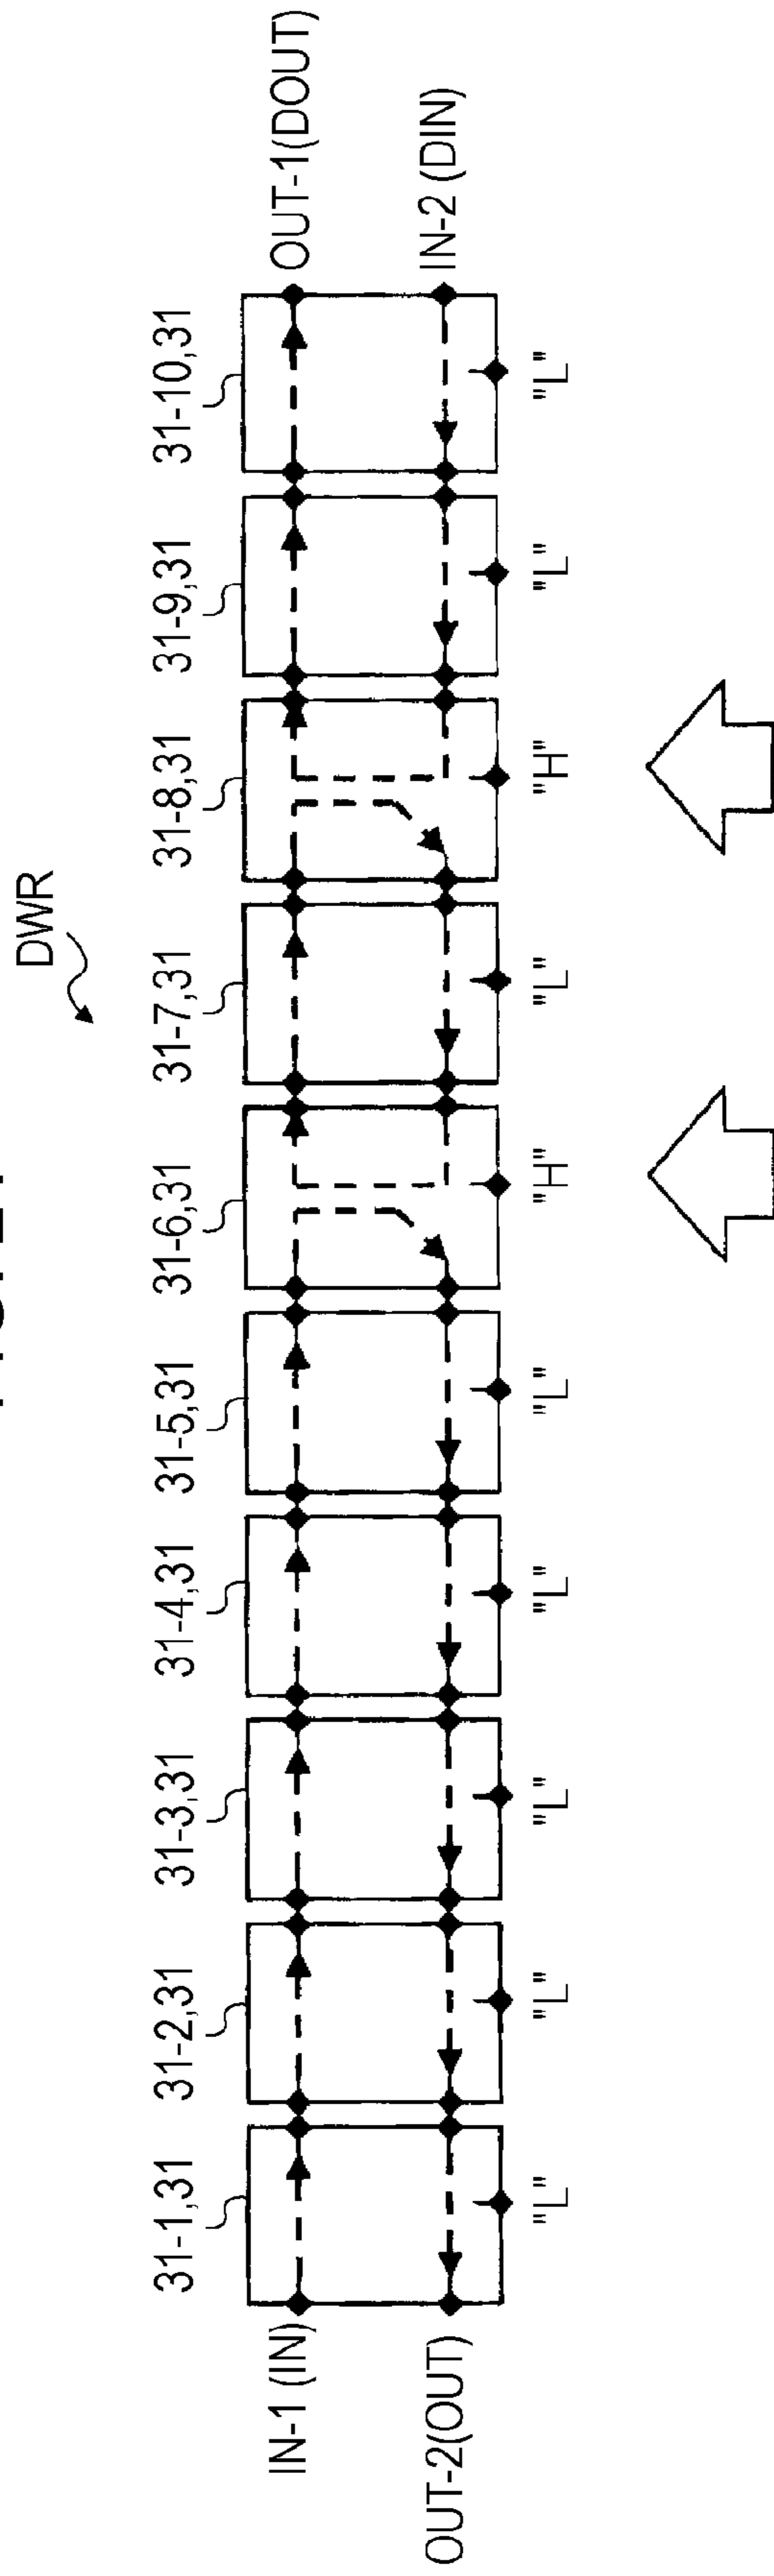 DWR
31-1,31 31-2,31 31-3,31 31-4,31 31-5,31 31-6,31 31-7,31 31-8,31 31-9,31 31-10,31
IN-1 (IN) OUT-1(DOUT)
OUT-2(OUT) IN-2 (DIN)
"L" "L" "L" "L" "L" "H" "L" "H" "L" "L"